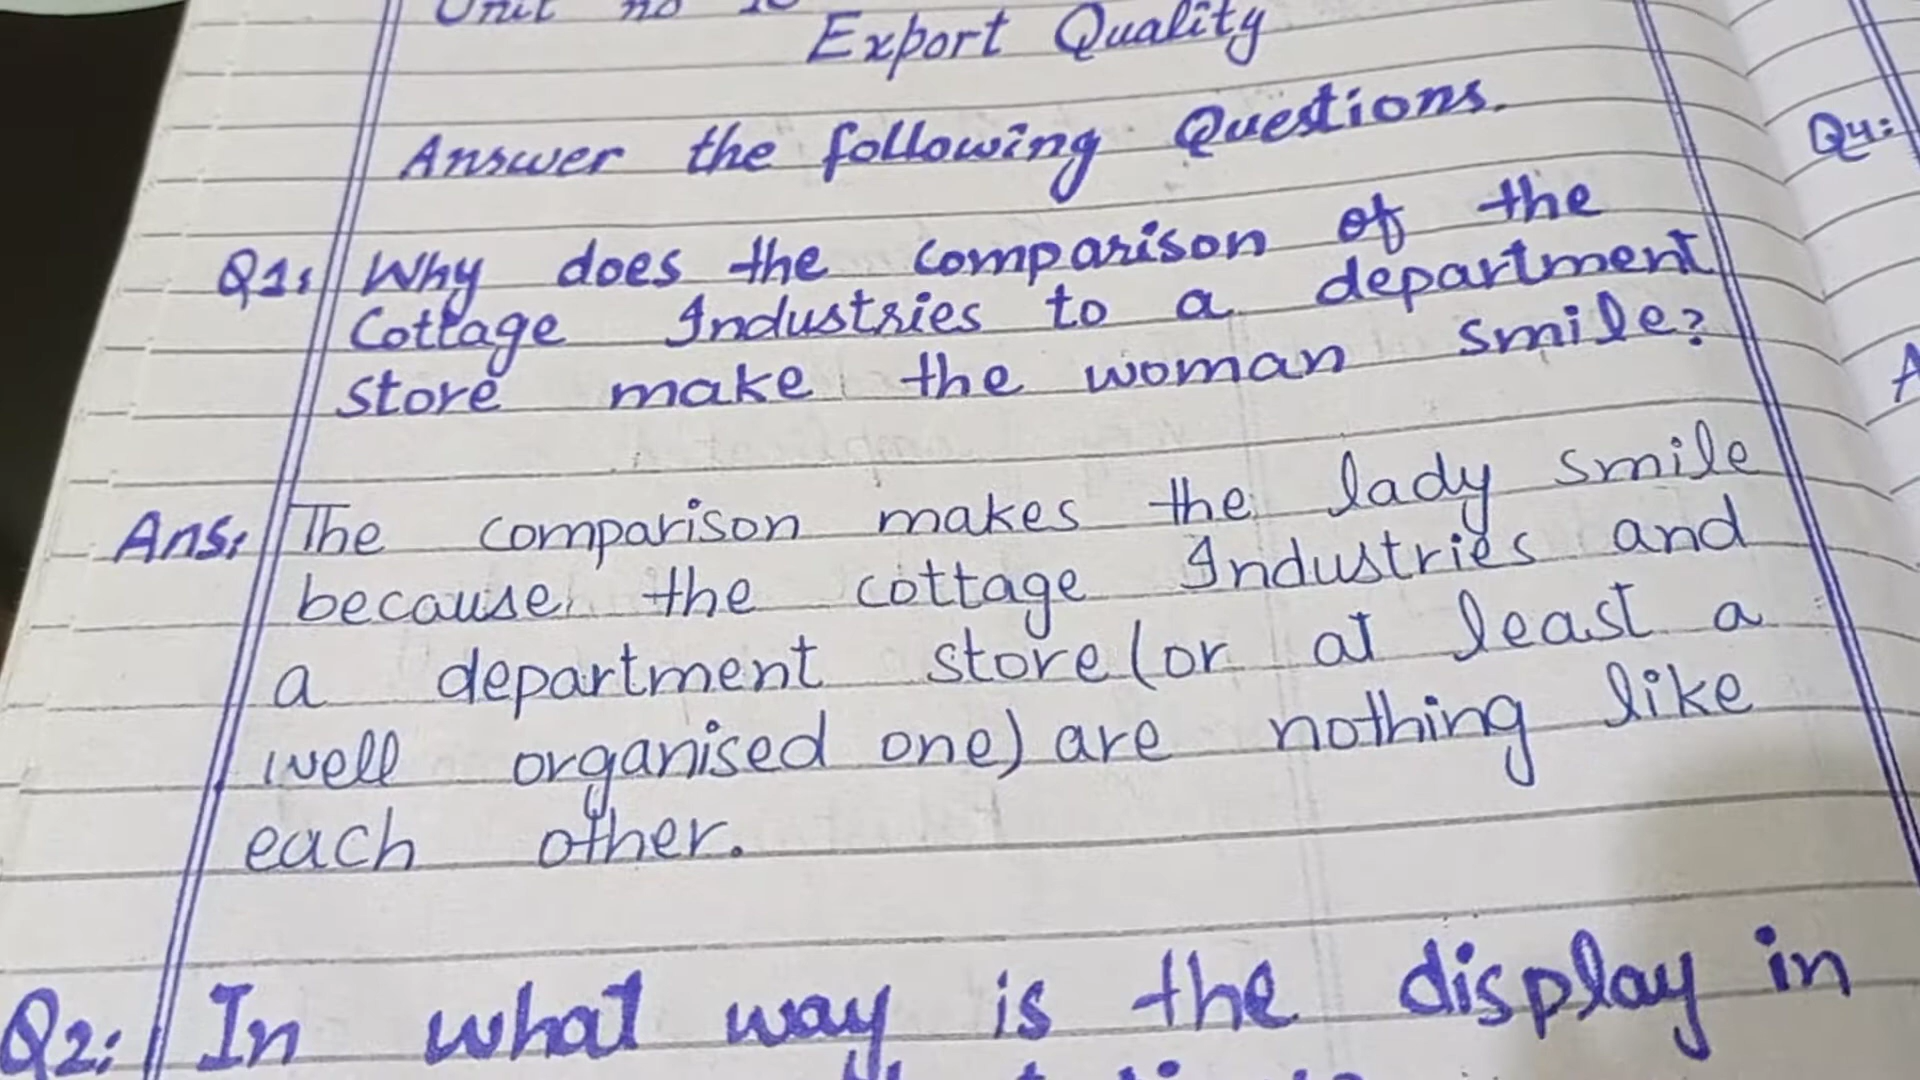 Unit no
Export Quality
Answer the following Questions.
Q1: Why does the comparison of the
Cottage Industries to a department
store make the woman smile?
Ans: The comparison makes the lady smile
because the cottage Industries and
a department store (or at least a
well organised one) are nothing like
each other.
Q2: In what way is the display in
Q4:
A